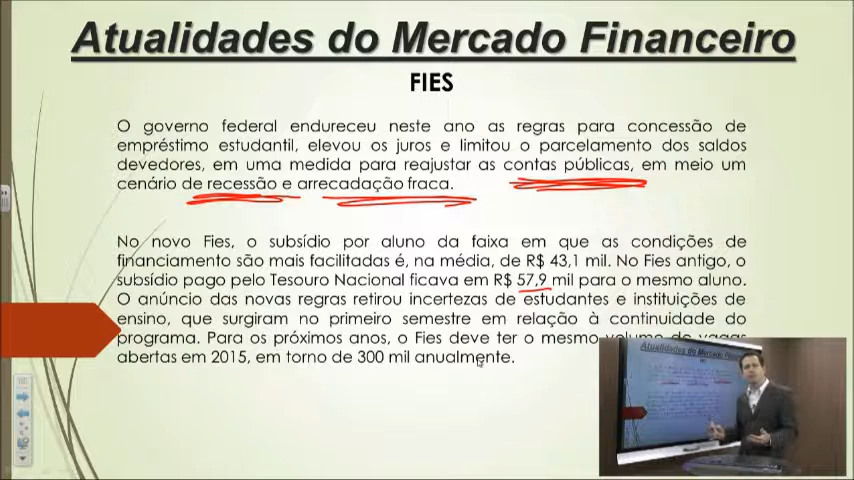 Atualidades do Mercado Financeiro
FIES
O governo federal endureceu neste ano as regras para concessão de
empréstimo estudantil, elevou os juros e limitou o parcelamento dos saldos
devedores, em uma medida para reajustar as contas públicas, em meio um
cenário de recessão e arrecadação fraca.
No novo Fies, o subsídio por aluno da faixa em que as condições de
financiamento são mais facilitadas é, na média, de R$ 43,1 mil. No Fies antigo, o
subsídio pago pelo Tesouro Nacional ficava em R$ 57,9 mil para o mesmo aluno.
O anúncio das novas regras retirou incertezas de estudantes e instituições de
ensino, que surgiram no primeiro semestre em relação à continuidade do
programa. Para os próximos anos, o Fies deve ter o mesmo volume de vagas
abertas em 2015, em torno de 300 mil anualmente.
Atualidades do Mercado Finance